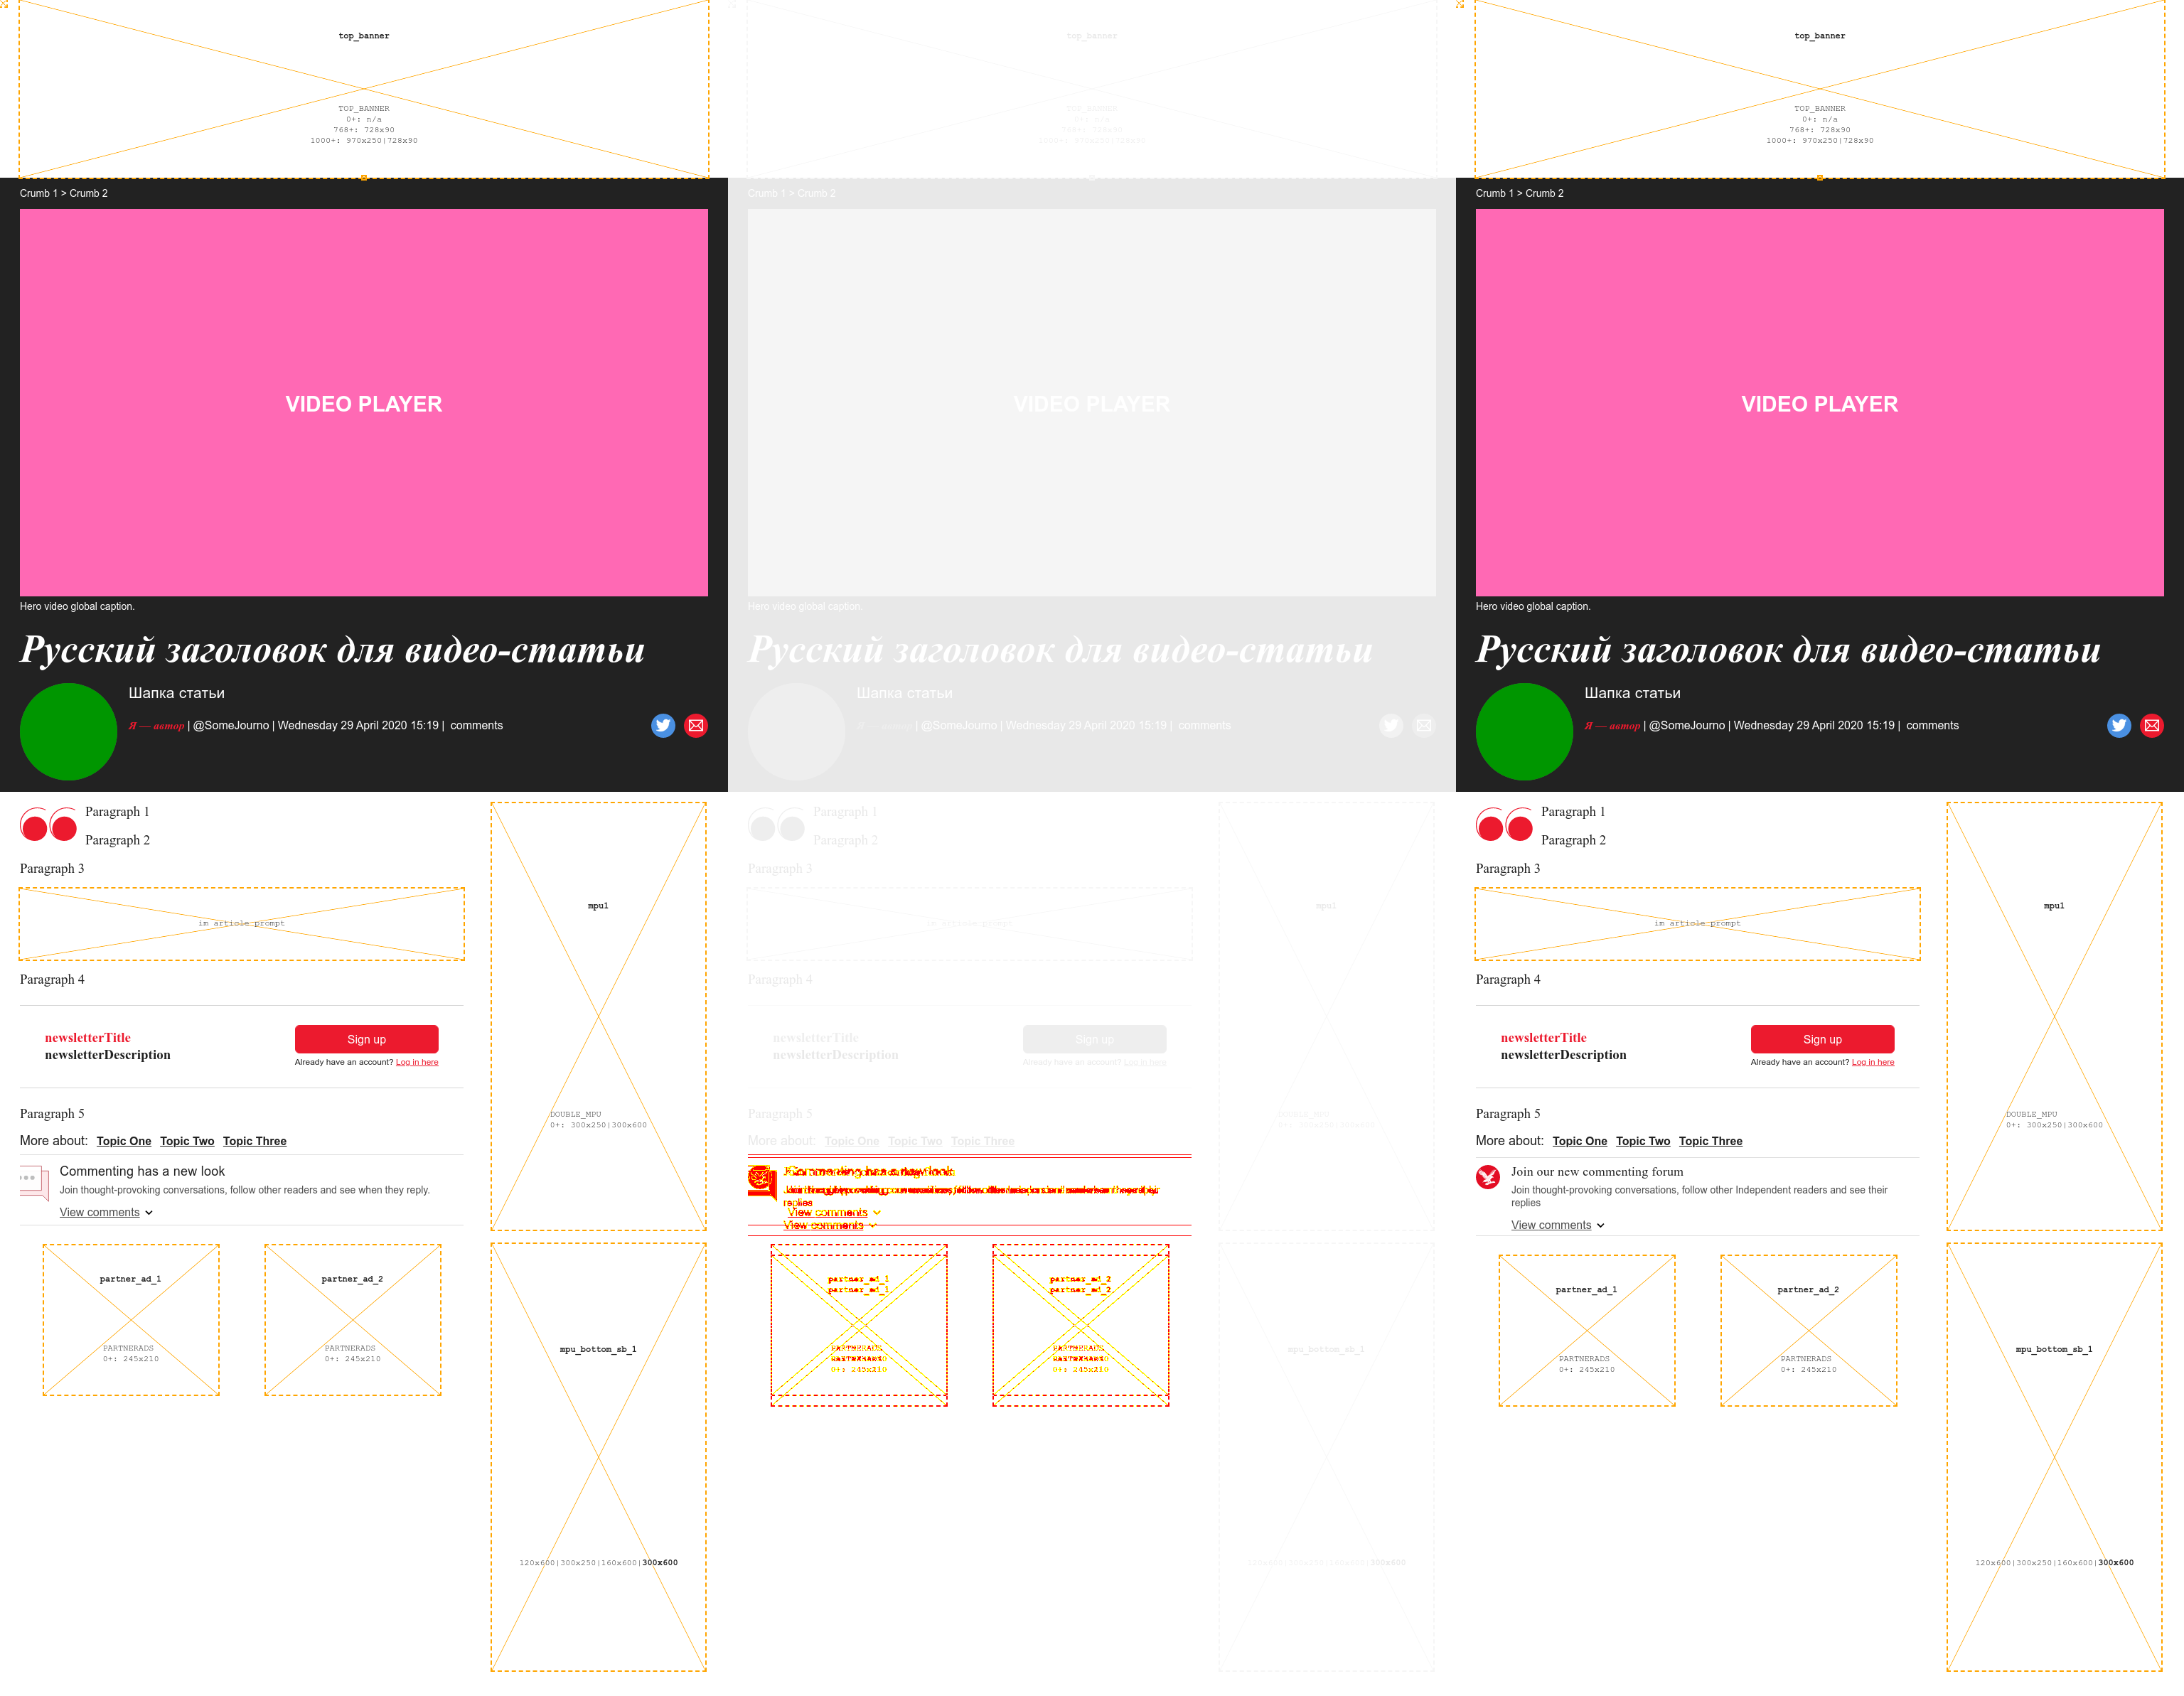 top_banner
TOP_BANNER
0+: n/a
768+: 728x90
1000+: 970x250|728x90
Crumb 1 > Crumb 2
VIDEO PLAYER
Hero video global caption.
Русский заголовок для видео-статьи
Шапка статьи
Я — автор | @SomeJourno | Wednesday 29 April 2020 15:19 | comments
Paragraph 1
Paragraph 2
Paragraph 3
im article prompt
Paragraph 4
newsletterTitle
newsletterDescription
Sign up
Already have an account? Log in here
Paragraph 5
More about: Topic One Topic Two Topic Three
Commenting has a new look
Join thought-provoking conversations, follow other readers and see when they reply.
View comments
partner_ad_1
PARTNERADS
0+: 245x210
partner_ad_2
PARTNERADS
0+: 245x210
mpu1
DOUBLE_MPU
0+: 300x250|300x600
mpu_bottom_sb_1
120x600|300x250|160x600|300x600
top_banner
TOP_BANNER
0+: n/a
768+: 728x90
1000+: 970x250|728x90
Crumb 1 > Crumb 2
VIDEO PLAYER
Hero video global caption.
Русский заголовок для видео-статьи
Шапка статьи
Я — автор | @SomeJourno | Wednesday 29 April 2020 15:19 | comments
Paragraph 1
Paragraph 2
Paragraph 3
im article prompt
Paragraph 4
newsletterTitle
newsletterDescription
Sign up
Already have an account? Log in here
Paragraph 5
More about: Topic One Topic Two Topic Three
replies
View comments
View comments
partner_ad_1
partner_ad_1
0+: 245x210
partner_ad_2
partner_ad_2
0+: 245x210
mpu1
DOUBLE_MPU
0+: 300x250|300x600
mpu_bottom_sb_1
120x600|300x250|160x600|300x600
top_banner
TOP_BANNER
0+: n/a
768+: 728x90
1000+: 970x250|728x90
Crumb 1 > Crumb 2
VIDEO PLAYER
Hero video global caption.
Русский заголовок для видео-статьи
Шапка статьи
Я — автор | @SomeJourno | Wednesday 29 April 2020 15:19 | comments
Paragraph 1
Paragraph 2
Paragraph 3
im article prompt
Paragraph 4
newsletterTitle
newsletterDescription
Sign up
Already have an account? Log in here
Paragraph 5
More about: Topic One Topic Two Topic Three
Join our new commenting forum
Join thought-provoking conversations, follow other Independent readers and see their
replies
View comments
partner_ad_1
PARTNERADS
0+: 245x210
partner_ad_2
PARTNERADS
0+: 245x210
mpu1
DOUBLE_MPU
0+: 300x250|300x600
mpu_bottom_sb_1
120x600|300x250|160x600|300x600